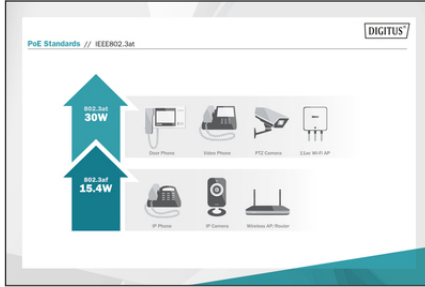 DIGITUS®
PoE Standards // IEEE802.3at
802.3at
30W
Door Phone Video Phone PTZ Camera 11ac Wi-Fi AP
802.3af
15.4W
IP Phone IP Camera Wireless AP/Router